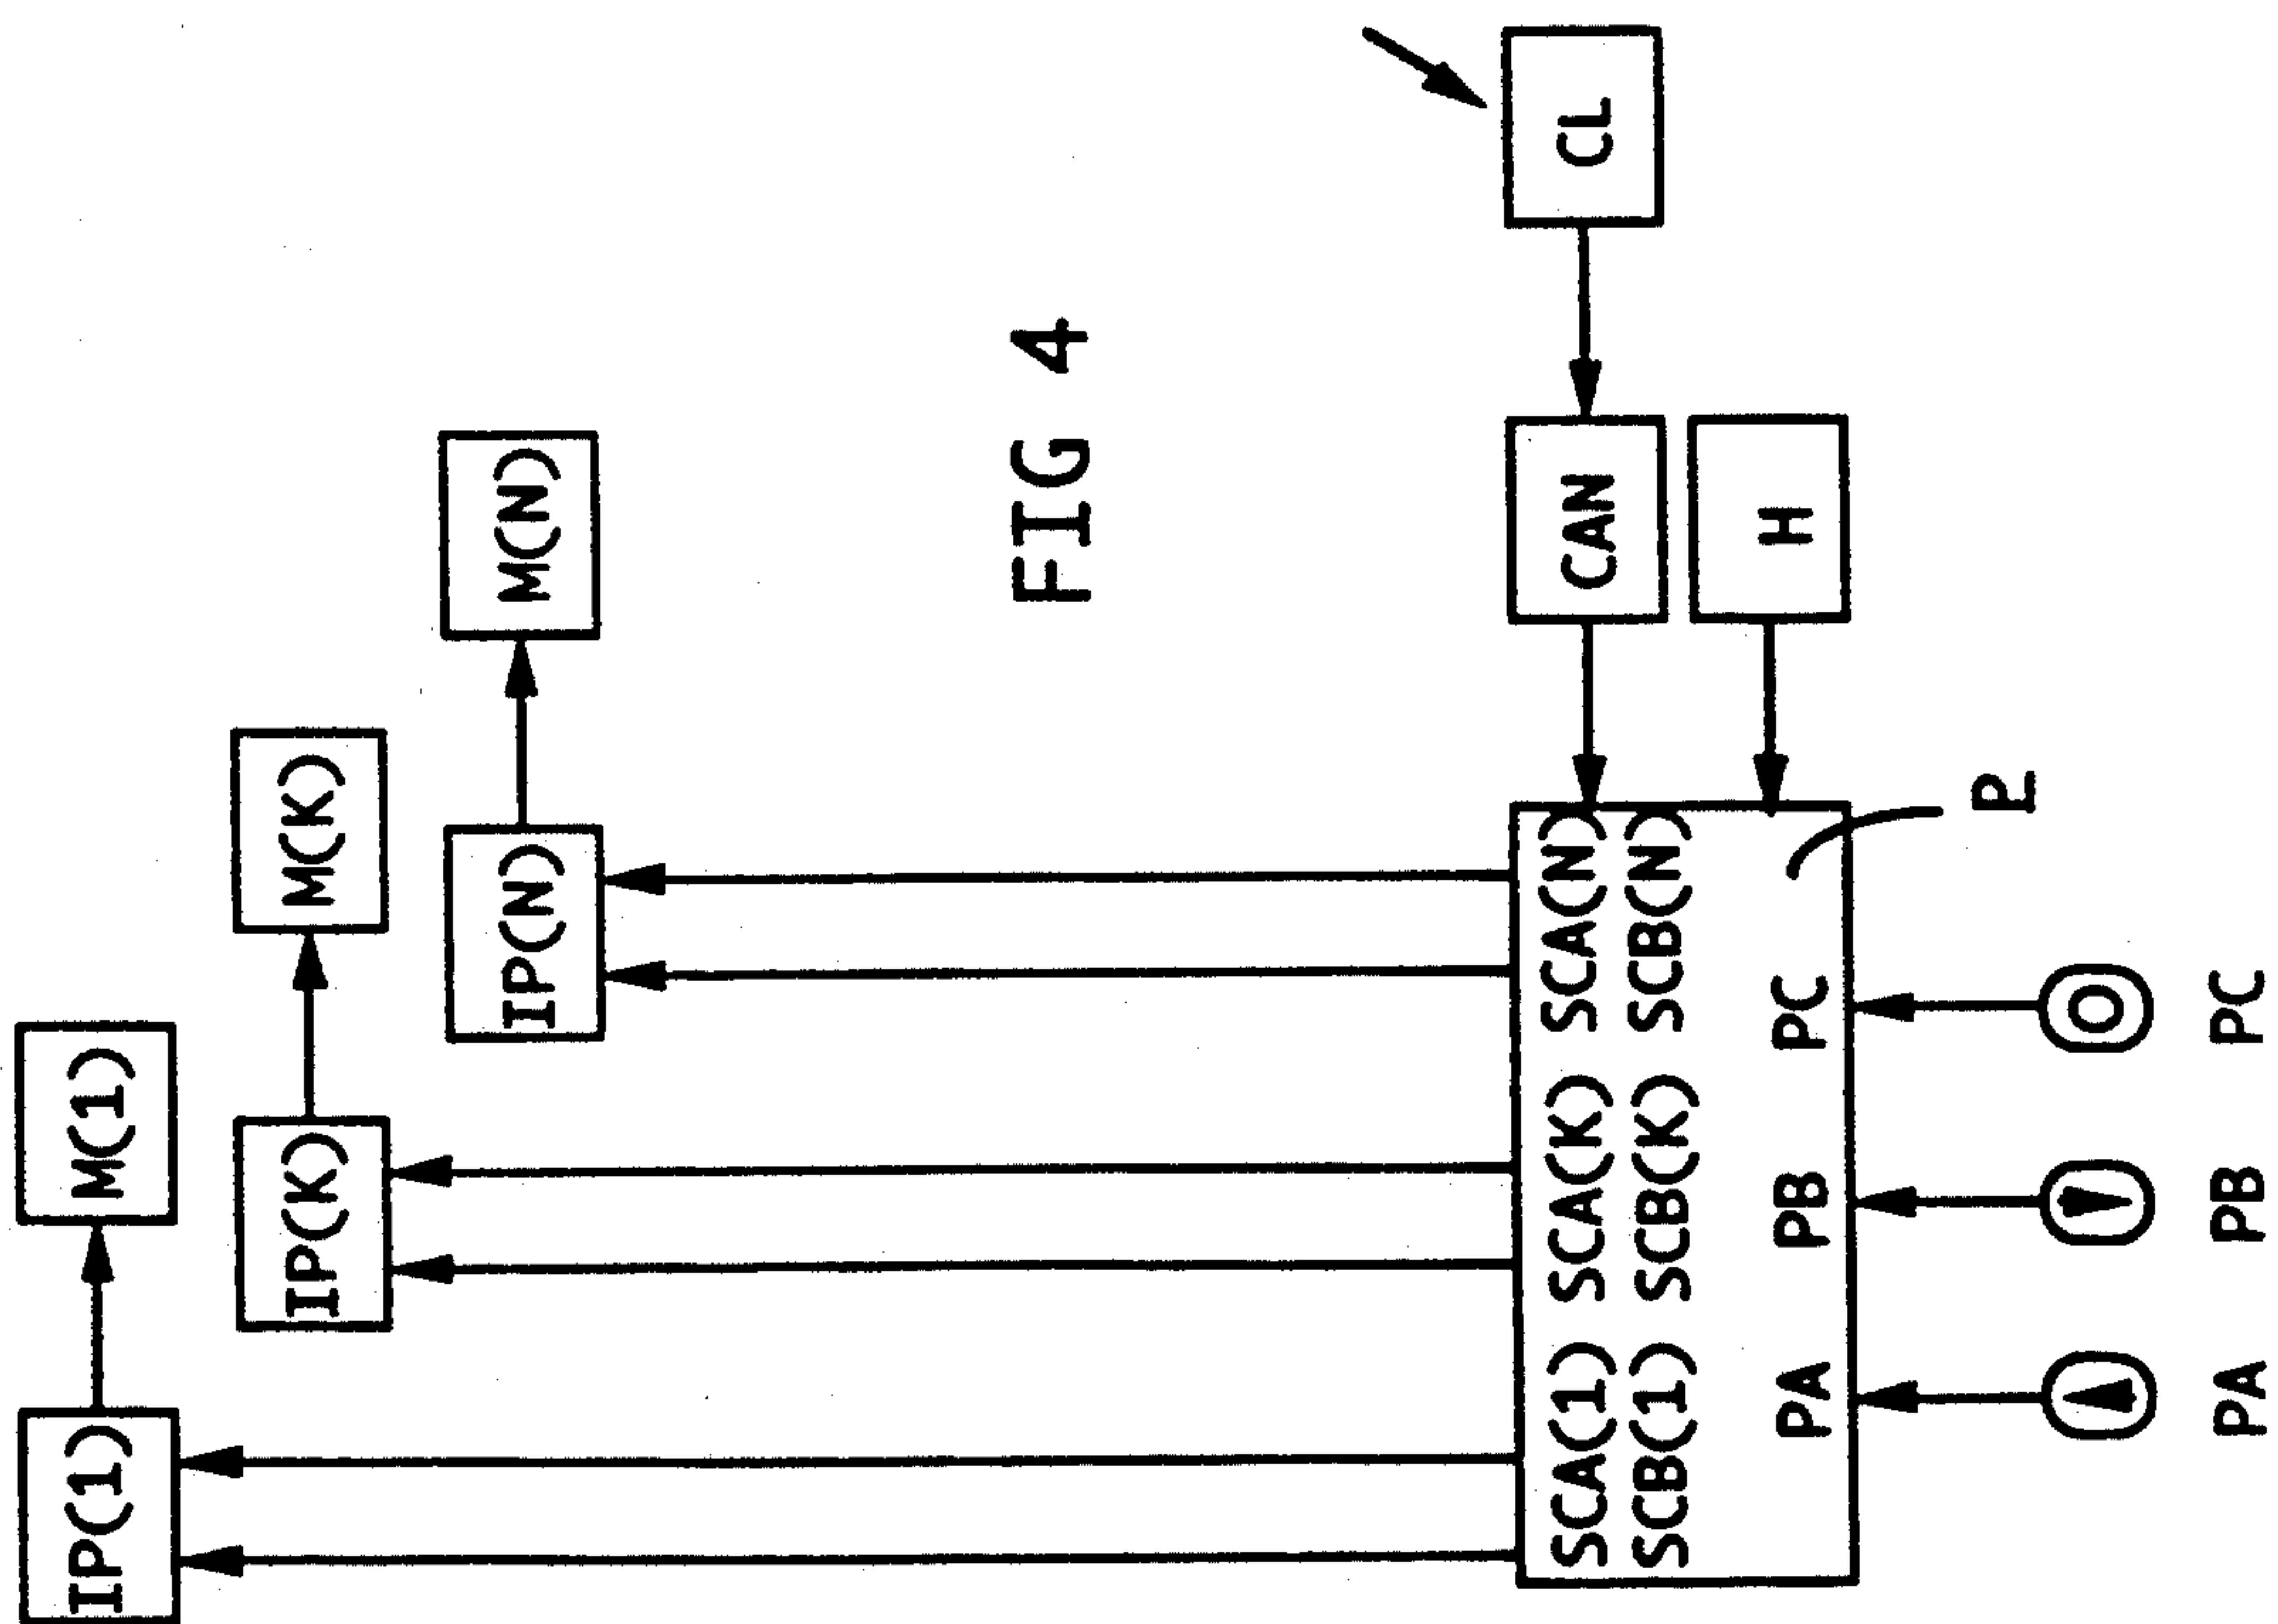 IP(1) M(1)
IP(K) M(K)
IP(N) M(N)
FIG 4
SCA(1) SCA(K) SCA(N) CAN CL
SCB(1) SCB(K) SCB(N)
PA PB PC H
P
PA PB PC